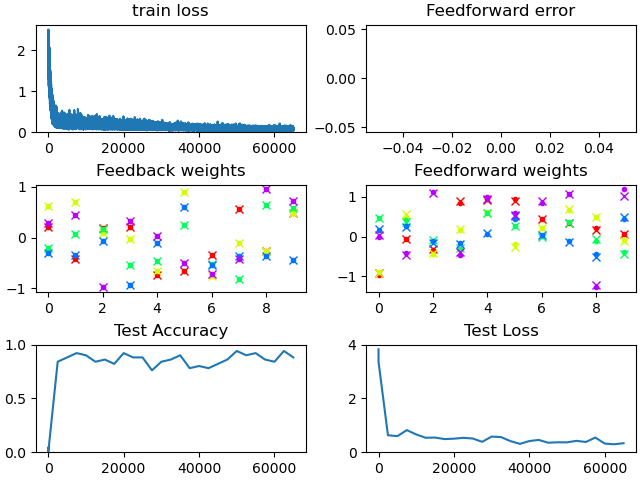 train loss
Feedforward error
2
1
0
0 20000 40000 60000
0.05
0.00
−0.05
−0.04 −0.02 0.00 0.02 0.04
Feedback weights
Feedforward weights
1
0
−1
0 2 4 6 8
1
0
−1
0 2 4 6 8
Test Accuracy
Test Loss
1.0
0.5
0.0
0 20000 40000 60000
4
2
0
0 20000 40000 60000